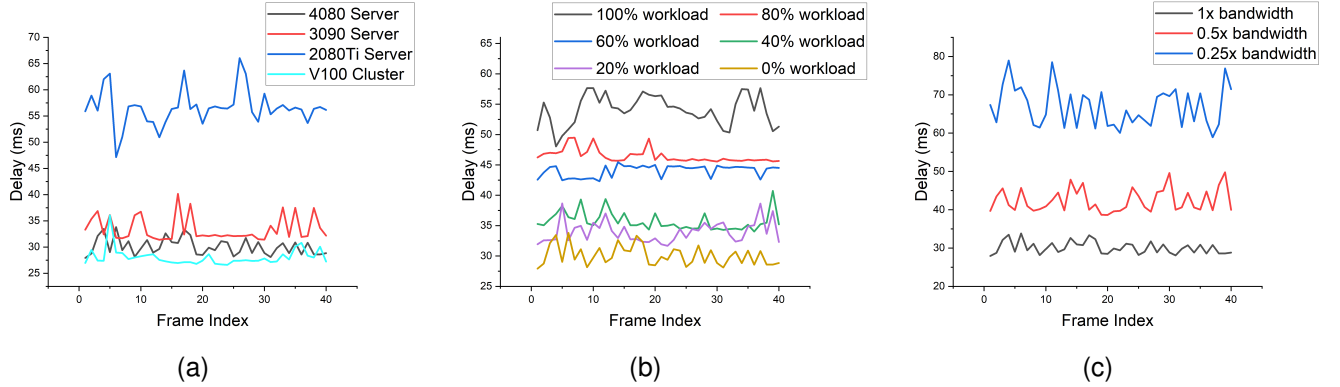 4080 Server
3090 Server
2080Ti Server
V100 Cluster
70
65
60
55
50
45
40
35
30
25
Delay (ms)
0 10 20 30 40
Frame Index
(a)
100% workload 80% workload
60% workload 40% workload
20% workload 0% workload
65
60
55
50
45
40
35
30
25
Delay (ms)
0 10 20 30 40
Frame Index
(b)
1x bandwidth
0.5x bandwidth
0.25x bandwidth
80
70
60
50
40
30
20
Delay (ms)
0 10 20 30 40
Frame Index
(c)